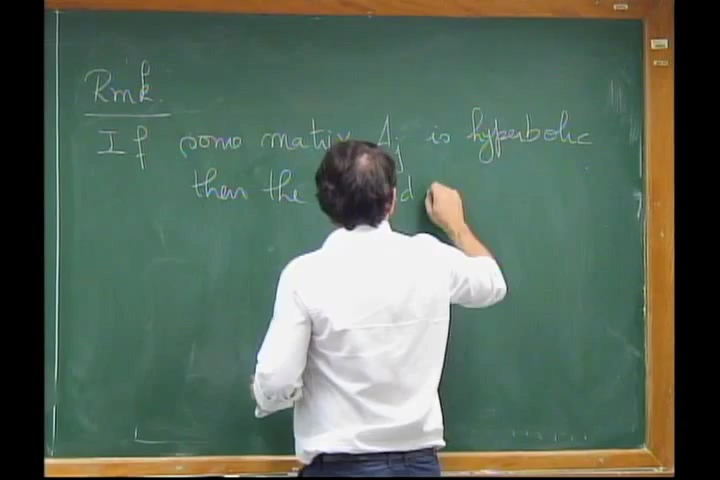 Rmk.
If some matrix Aj is hyperbolic
then the